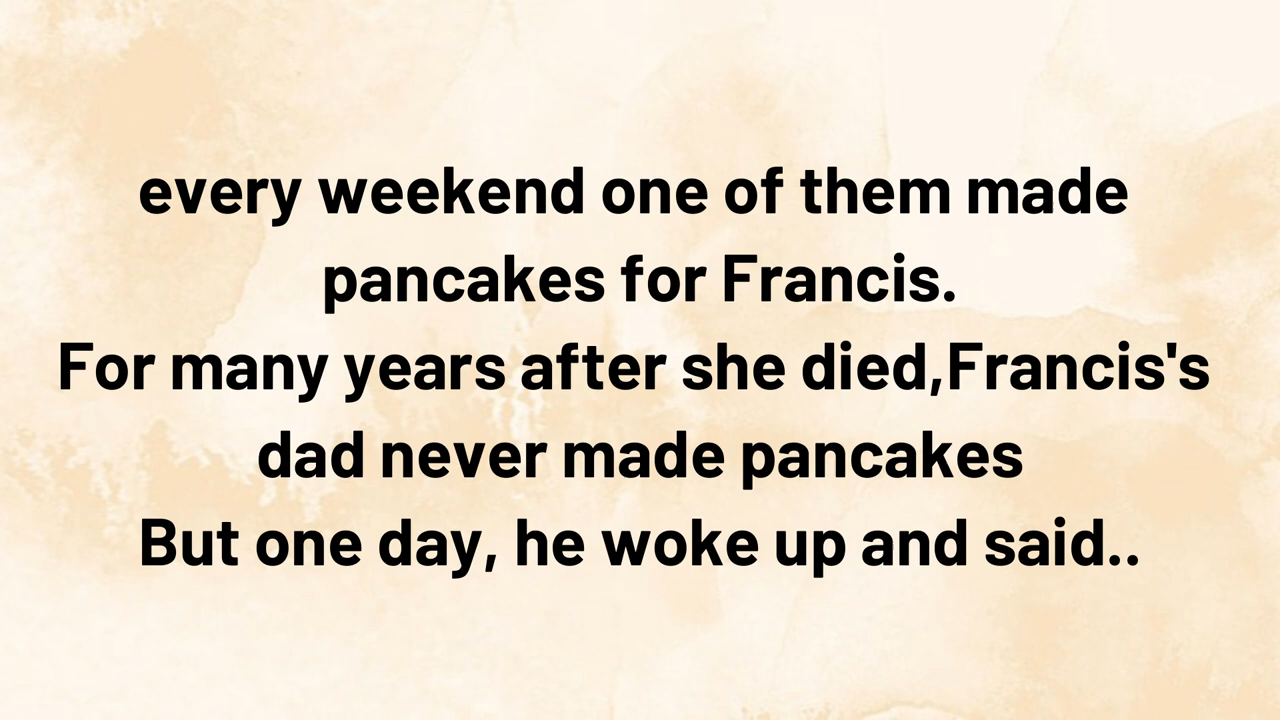 every weekend one of them made
pancakes for Francis.
For many years after she died,Francis's
dad never made pancakes
But one day, he woke up and said..